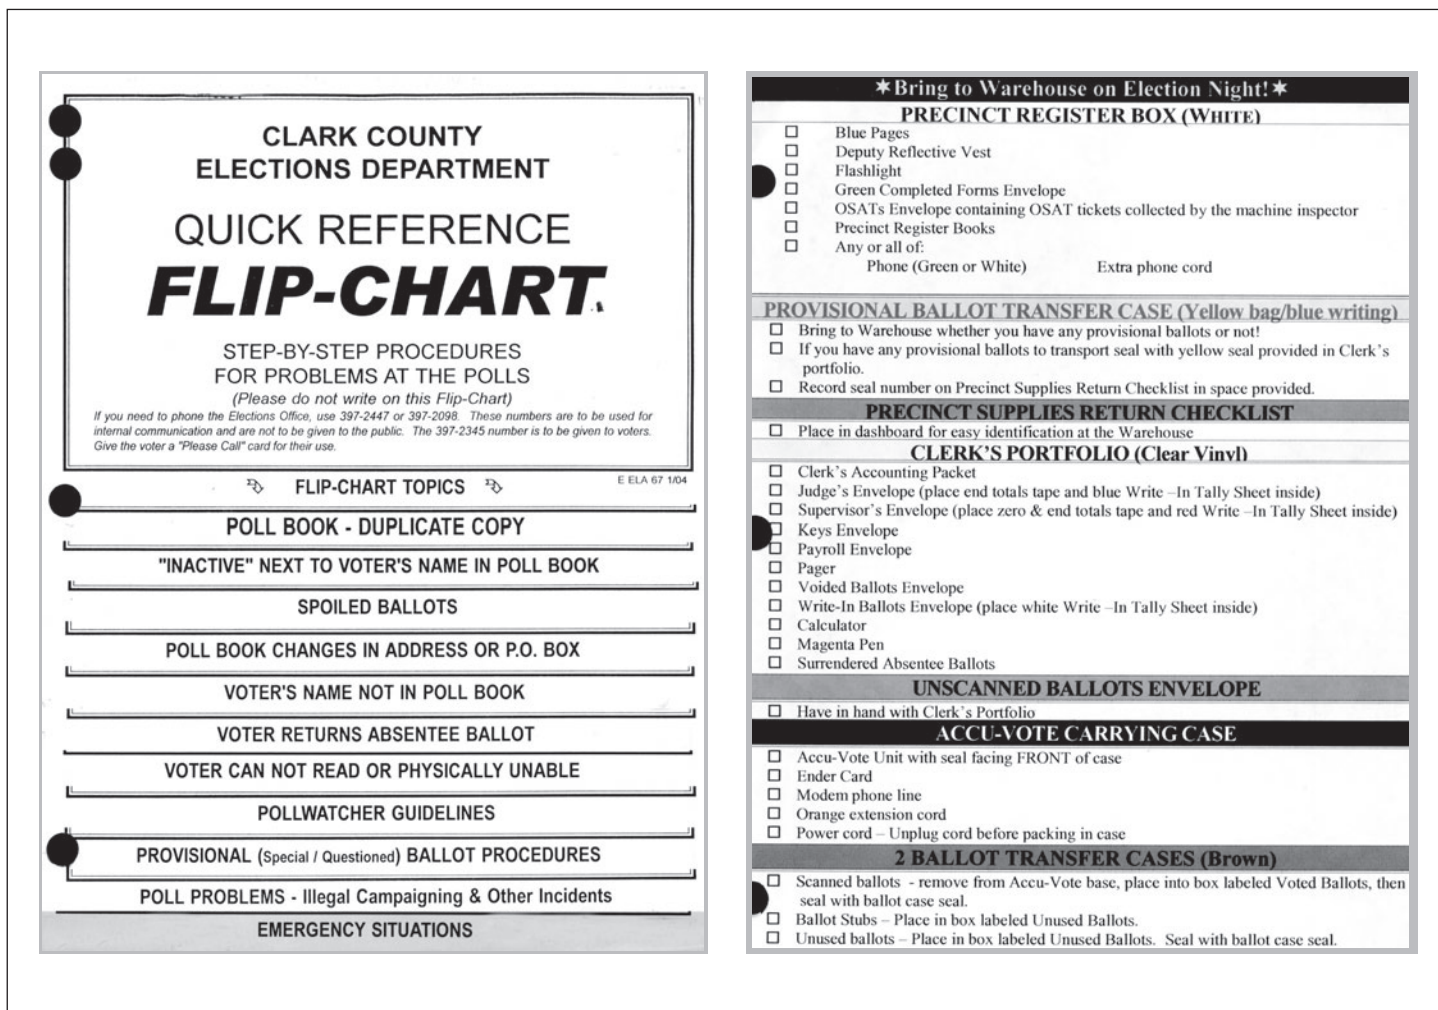 CLARK COUNTY
ELECTIONS DEPARTMENT
QUICK REFERENCE
FLIP-CHART
STEP-BY-STEP PROCEDURES
FOR PROBLEMS AT THE POLLS
(Please do not write on this Flip-Chart)
If you need to phone the Elections Office, use 397-2447 or 397-2098. These numbers are to be used for
internal communication and are not to be given to the public. The 397-2345 number is to be given to voters.
Give the voter a "Please Call" card for their use.
FLIP-CHART TOPICS
E ELA 67 1/04
POLL BOOK - DUPLICATE COPY
"INACTIVE" NEXT TO VOTER'S NAME IN POLL BOOK
SPOILED BALLOTS
POLL BOOK CHANGES IN ADDRESS OR P.O. BOX
VOTER'S NAME NOT IN POLL BOOK
VOTER RETURNS ABSENTEE BALLOT
VOTER CAN NOT READ OR PHYSICALLY UNABLE
POLLWATCHER GUIDELINES
PROVISIONAL (Special / Questioned) BALLOT PROCEDURES
POLL PROBLEMS - Illegal Campaigning & Other Incidents
EMERGENCY SITUATIONS
✶Bring to Warehouse on Election Night!✶
PRECINCT REGISTER BOX (WHITE)
☐ Blue Pages
☐ Deputy Reflective Vest
☐ Flashlight
☐ Green Completed Forms Envelope
☐ OSATs Envelope containing OSAT tickets collected by the machine inspector
☐ Precinct Register Books
☐ Any or all of:
Phone (Green or White) Extra phone cord
PROVISIONAL BALLOT TRANSFER CASE (Yellow bag/blue writing)
☐ Bring to Warehouse whether you have any provisional ballots or not!
☐ If you have any provisional ballots to transport seal with yellow seal provided in Clerk's
portfolio.
☐ Record seal number on Precinct Supplies Return Checklist in space provided.
PRECINCT SUPPLIES RETURN CHECKLIST
☐ Place in dashboard for easy identification at the Warehouse
CLERK'S PORTFOLIO (Clear Vinyl)
☐ Clerk's Accounting Packet
☐ Judge's Envelope (place end totals tape and blue Write –In Tally Sheet inside)
☐ Supervisor's Envelope (place zero & end totals tape and red Write –In Tally Sheet inside)
☐ Keys Envelope
☐ Payroll Envelope
☐ Pager
☐ Voided Ballots Envelope
☐ Write-In Ballots Envelope (place white Write –In Tally Sheet inside)
☐ Calculator
☐ Magenta Pen
☐ Surrendered Absentee Ballots
UNSCANNED BALLOTS ENVELOPE
☐ Have in hand with Clerk's Portfolio
ACCU-VOTE CARRYING CASE
☐ Accu-Vote Unit with seal facing FRONT of case
☐ Ender Card
☐ Modem phone line
☐ Orange extension cord
☐ Power cord – Unplug cord before packing in case
2 BALLOT TRANSFER CASES (Brown)
☐ Scanned ballots - remove from Accu-Vote base, place into box labeled Voted Ballots, then
seal with ballot case seal.
☐ Ballot Stubs – Place in box labeled Unused Ballots.
☐ Unused ballots – Place in box labeled Unused Ballots. Seal with ballot case seal.